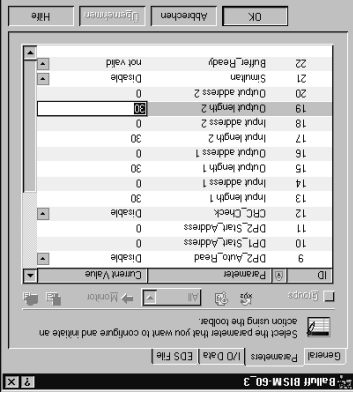 Balluff BIS M-60_3
General Parameters I/O Data EDS File
Select the parameter that you want to configure and initiate an
action using the toolbar.
Groups All Monitor
ID Parameter Current Value
9 DP2_Auto_Read Disable
10 DP1_Start_Address 0
11 DP2_Start_Address 0
12 CRC_Check Disable
13 Input length 1 30
14 Input address 1 0
15 Output length 1 30
16 Output address 1 0
17 Input length 2 30
18 Input address 2 0
19 Output length 2 30
20 Output address 2 0
21 Simultan Disable
22 Buffer_Ready not valid
OK Abbrechen Übernehmen Hilfe